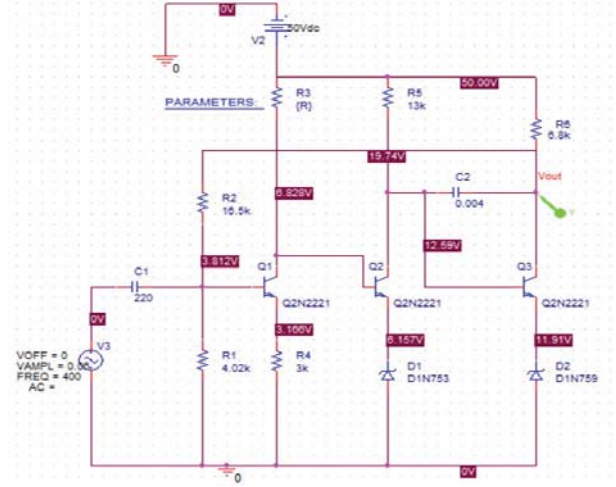 0V
50Vdc
V2
0
50.00V
R3
{R}
R5
13k
PARAMETERS:
R6
6.8k
19.74V
Vout
R2
16.5k
6.828V
C2
0.004
12.59V
3.812V
C1
220
Q1
Q2
Q3
Q2N2221
Q2N2221
Q2N2221
0V
V3
3.166V
6.157V
11.91V
VOFF = 0
VAMPL = 0.05
FREQ = 400
AC =
R1
4.02k
R4
3k
D1
D1N753
D2
D1N759
0
0V